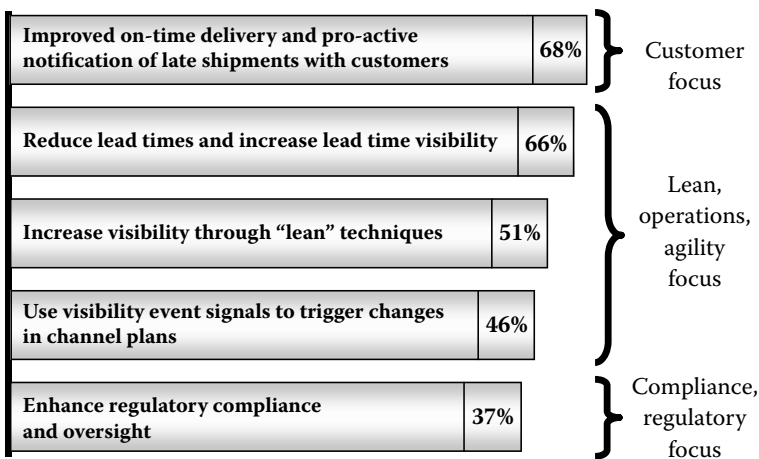 Improved on-time delivery and pro-active
notification of late shipments with customers
68%
Customer
focus
Reduce lead times and increase lead time visibility
66%
Increase visibility through “lean” techniques
51%
Use visibility event signals to trigger changes
in channel plans
46%
Lean,
operations,
agility
focus
Enhance regulatory compliance
and oversight
37%
Compliance,
regulatory
focus